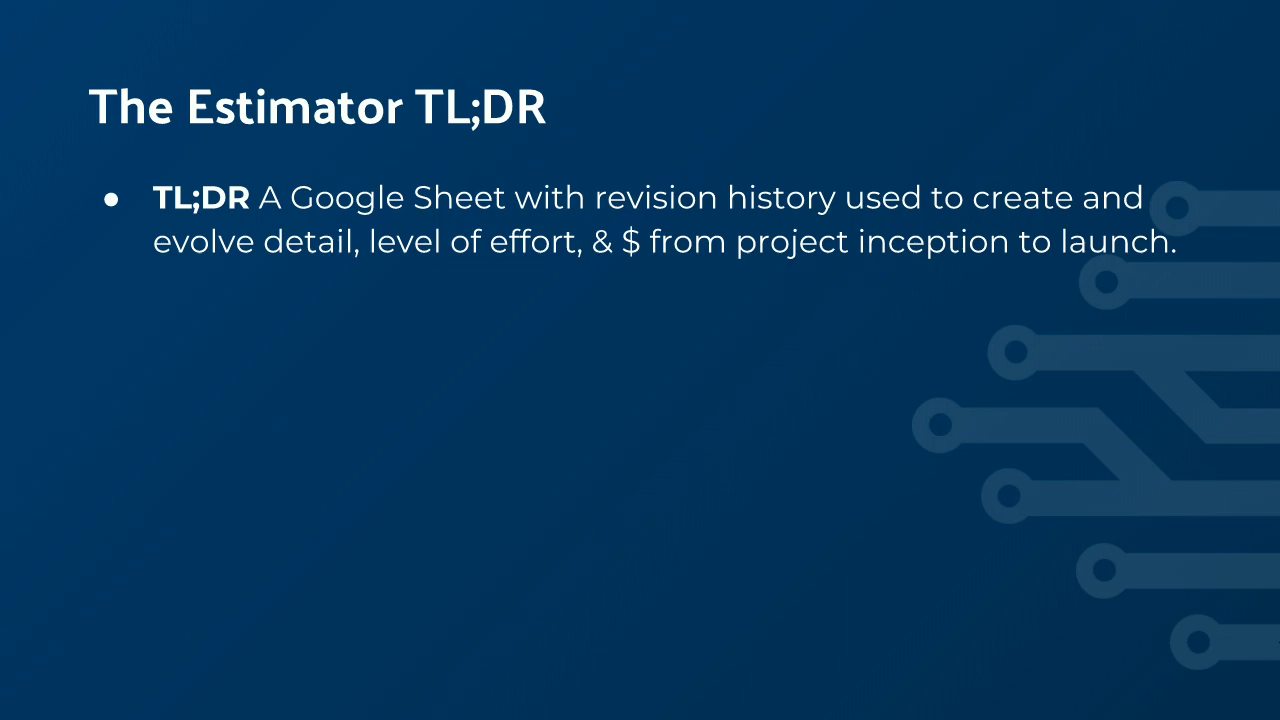 The Estimator TL;DR
● TL;DR A Google Sheet with revision history used to create and
evolve detail, level of effort, & $ from project inception to launch.